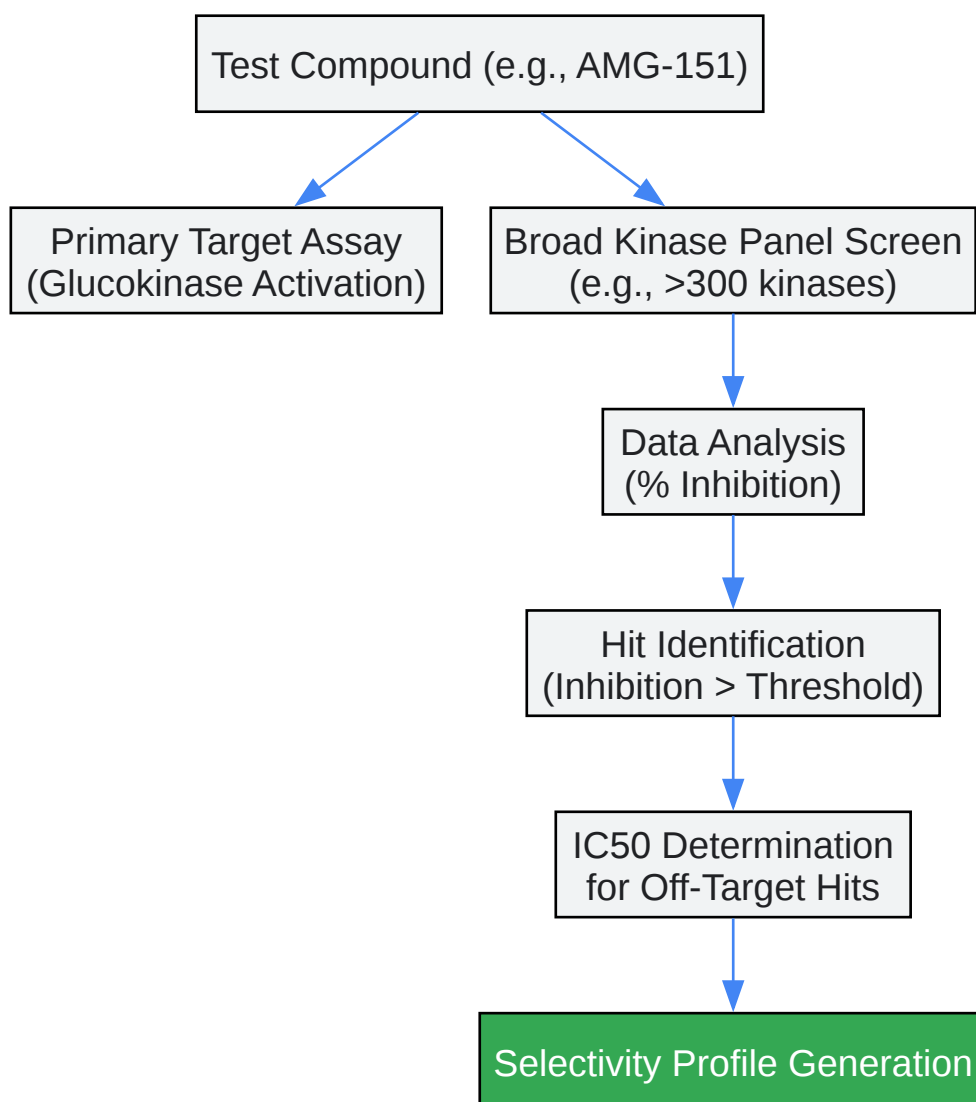 Test Compound (e.g., AMG-151)
Primary Target Assay
(Glucokinase Activation)
Broad Kinase Panel Screen
(e.g., >300 kinases)
Data Analysis
(% Inhibition)
Hit Identification
(Inhibition > Threshold)
IC50 Determination
for Off-Target Hits
Selectivity Profile Generation